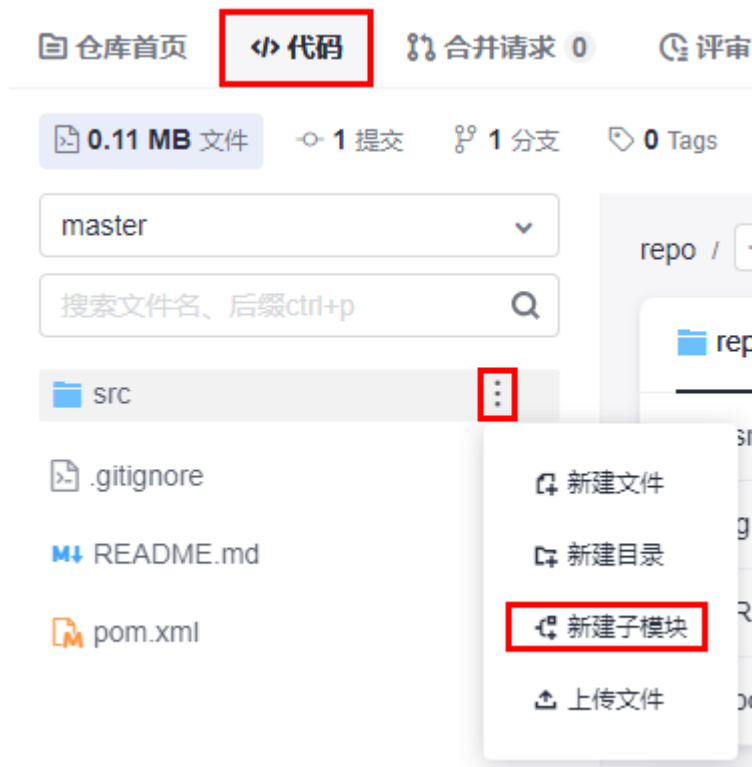 仓库首页 代码 合并请求 0 评审
0.11 MB 文件 1 提交 1 分支 0 Tags
master
repo /
搜索文件名、后缀ctrl+p
rep
src
.gitignore
新建文件
README.md
新建目录
pom.xml
新建子模块
上传文件